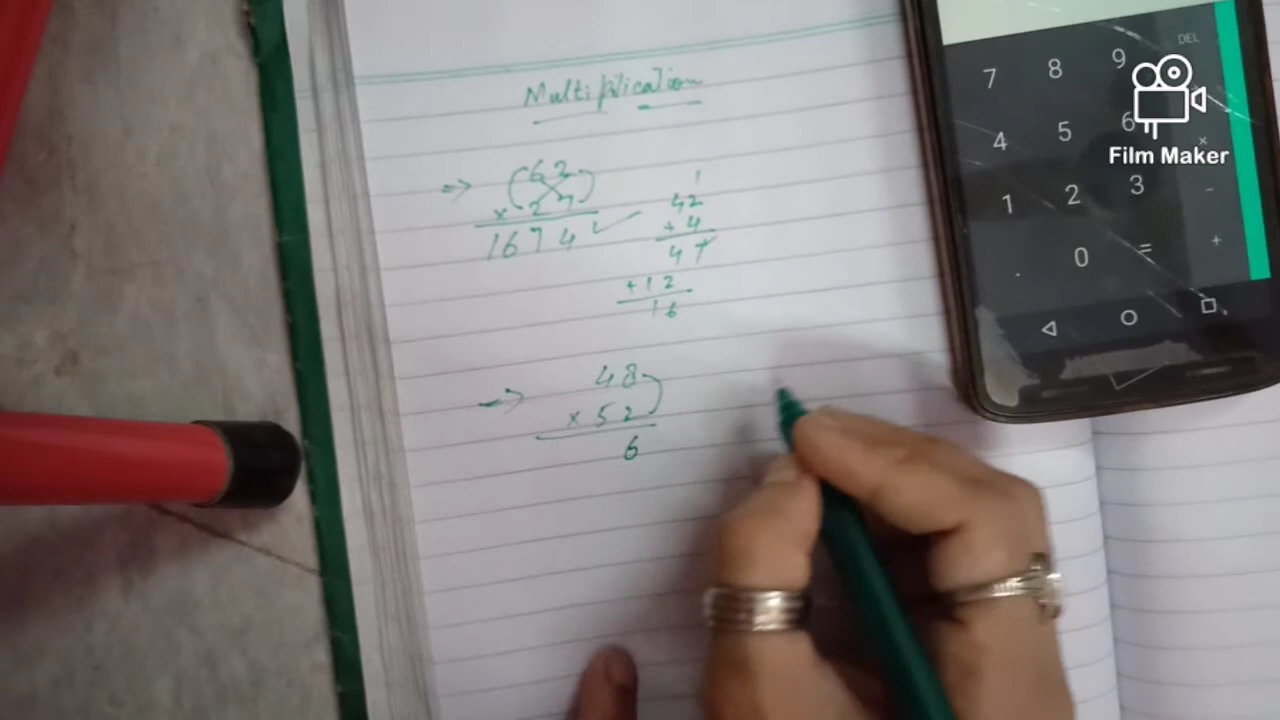 Multiplication
=> 62
x 27
1674 ✓
1
42
+ 4
47
+12
16
=> 48
x 52
6
DEL
7 8 9
4 5 6 ×
1 2 3 -
. 0 = +
Film Maker